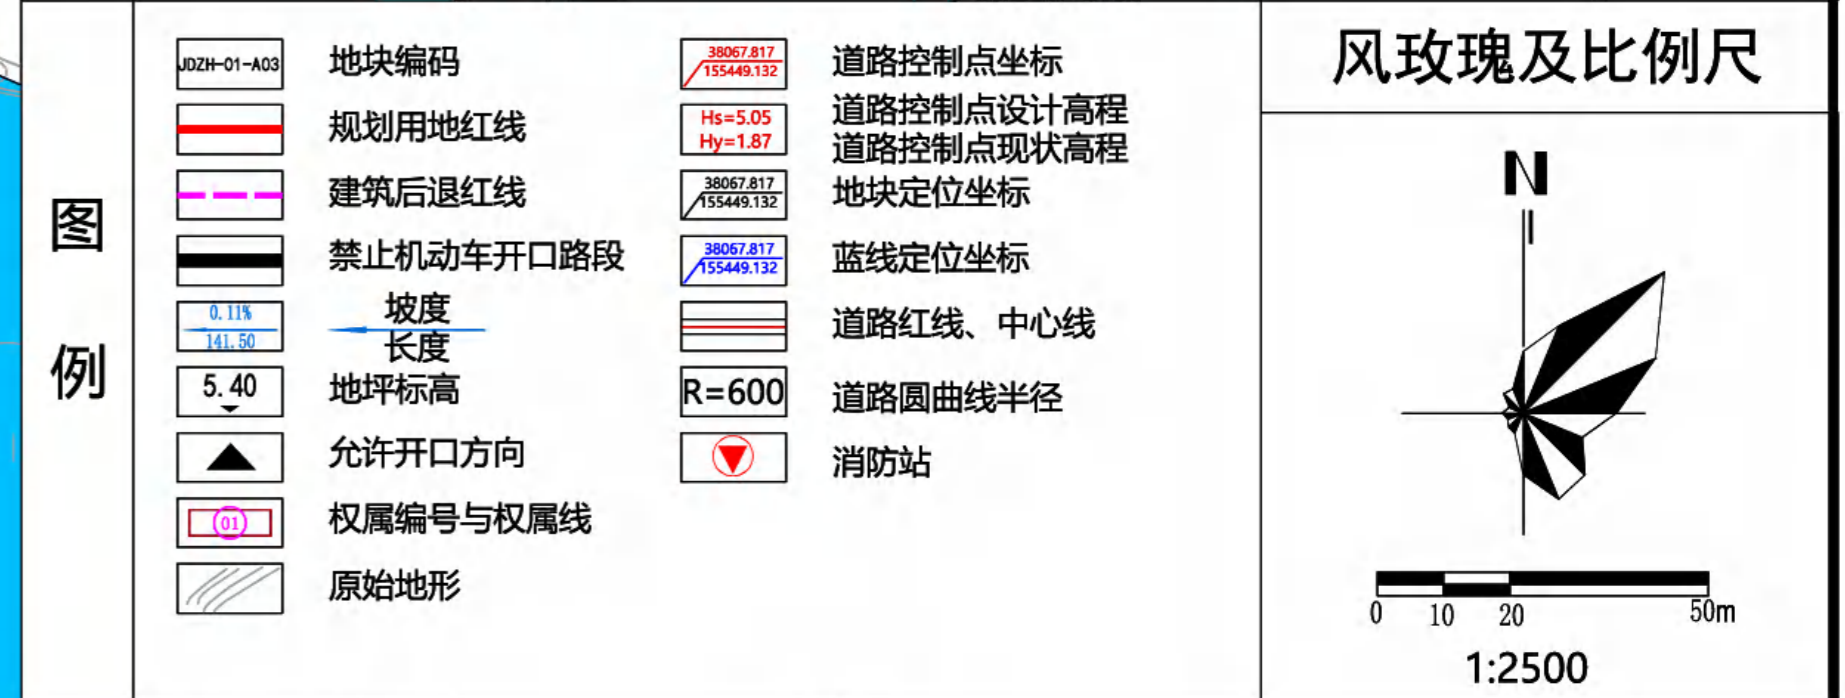 图例
JDZH-01-A03
地块编码
规划用地红线
建筑后退红线
禁止机动车开口路段
0.11%
141.50
坡度
长度
5.40
地坪标高
允许开口方向
01
权属编号与权属线
原始地形
38067.817
155449.132
道路控制点坐标
Hs=5.05
Hy=1.87
道路控制点设计高程
道路控制点现状高程
38067.817
155449.132
地块定位坐标
38067.817
155449.132
蓝线定位坐标
道路红线、中心线
R=600
道路圆曲线半径
消防站
风玫瑰及比例尺
N
0 10 20 50m
1:2500